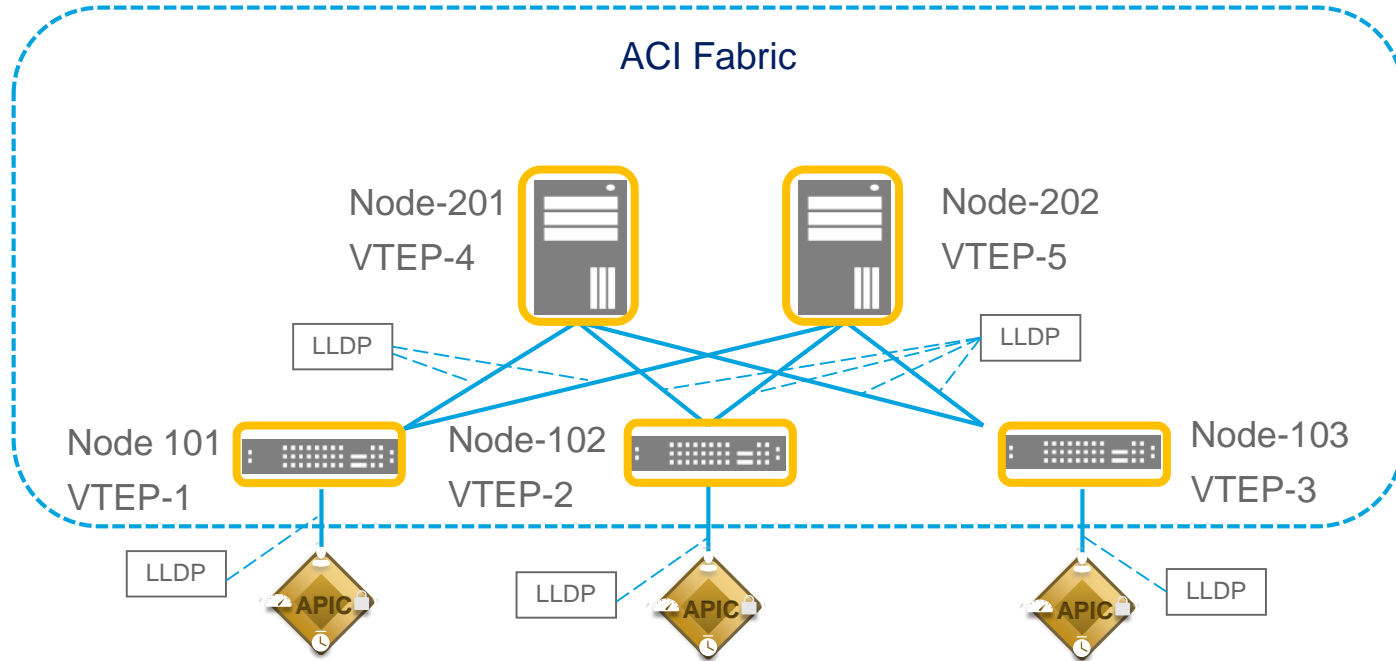 ACI Fabric
Node-201
VTEP-4
Node-202
VTEP-5
LLDP
LLDP
Node 101
VTEP-1
Node-102
VTEP-2
Node-103
VTEP-3
LLDP
LLDP
LLDP
APIC
APIC
APIC